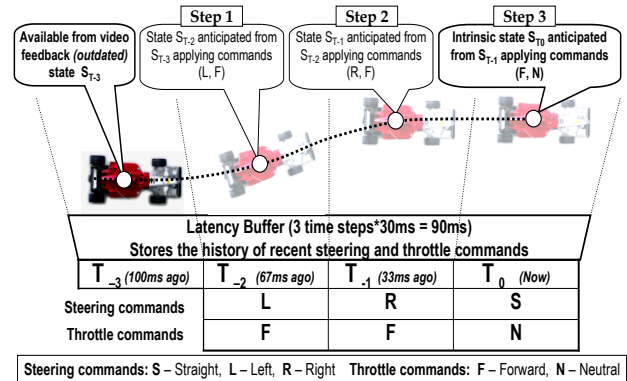 Step 1
Step 2
Step 3
Available from video
feedback (outdated)
state S_T-3
State S_T-2 anticipated from
S_T-3 applying commands
(L, F)
State S_T-1 anticipated from
S_T-2 applying commands
(R, F)
Intrinsic state S_T0 anticipated
from S_T-1 applying commands
(F, N)
Latency Buffer (3 time steps*30ms = 90ms)
Stores the history of recent steering and throttle commands
T_–3 (100ms ago) T_–2 (67ms ago) T_-1 (33ms ago) T_0 (Now)
Steering commands L R S
Throttle commands F F N
Steering commands: S – Straight, L – Left, R – Right Throttle commands: F – Forward, N – Neutral